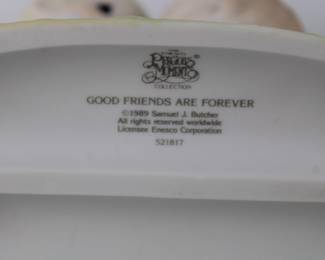 Precious
Moments®
COLLECTION
GOOD FRIENDS ARE FOREVER
©1989 Samuel J. Butcher
All rights reserved worldwide
Licensee Enesco Corporation
521817